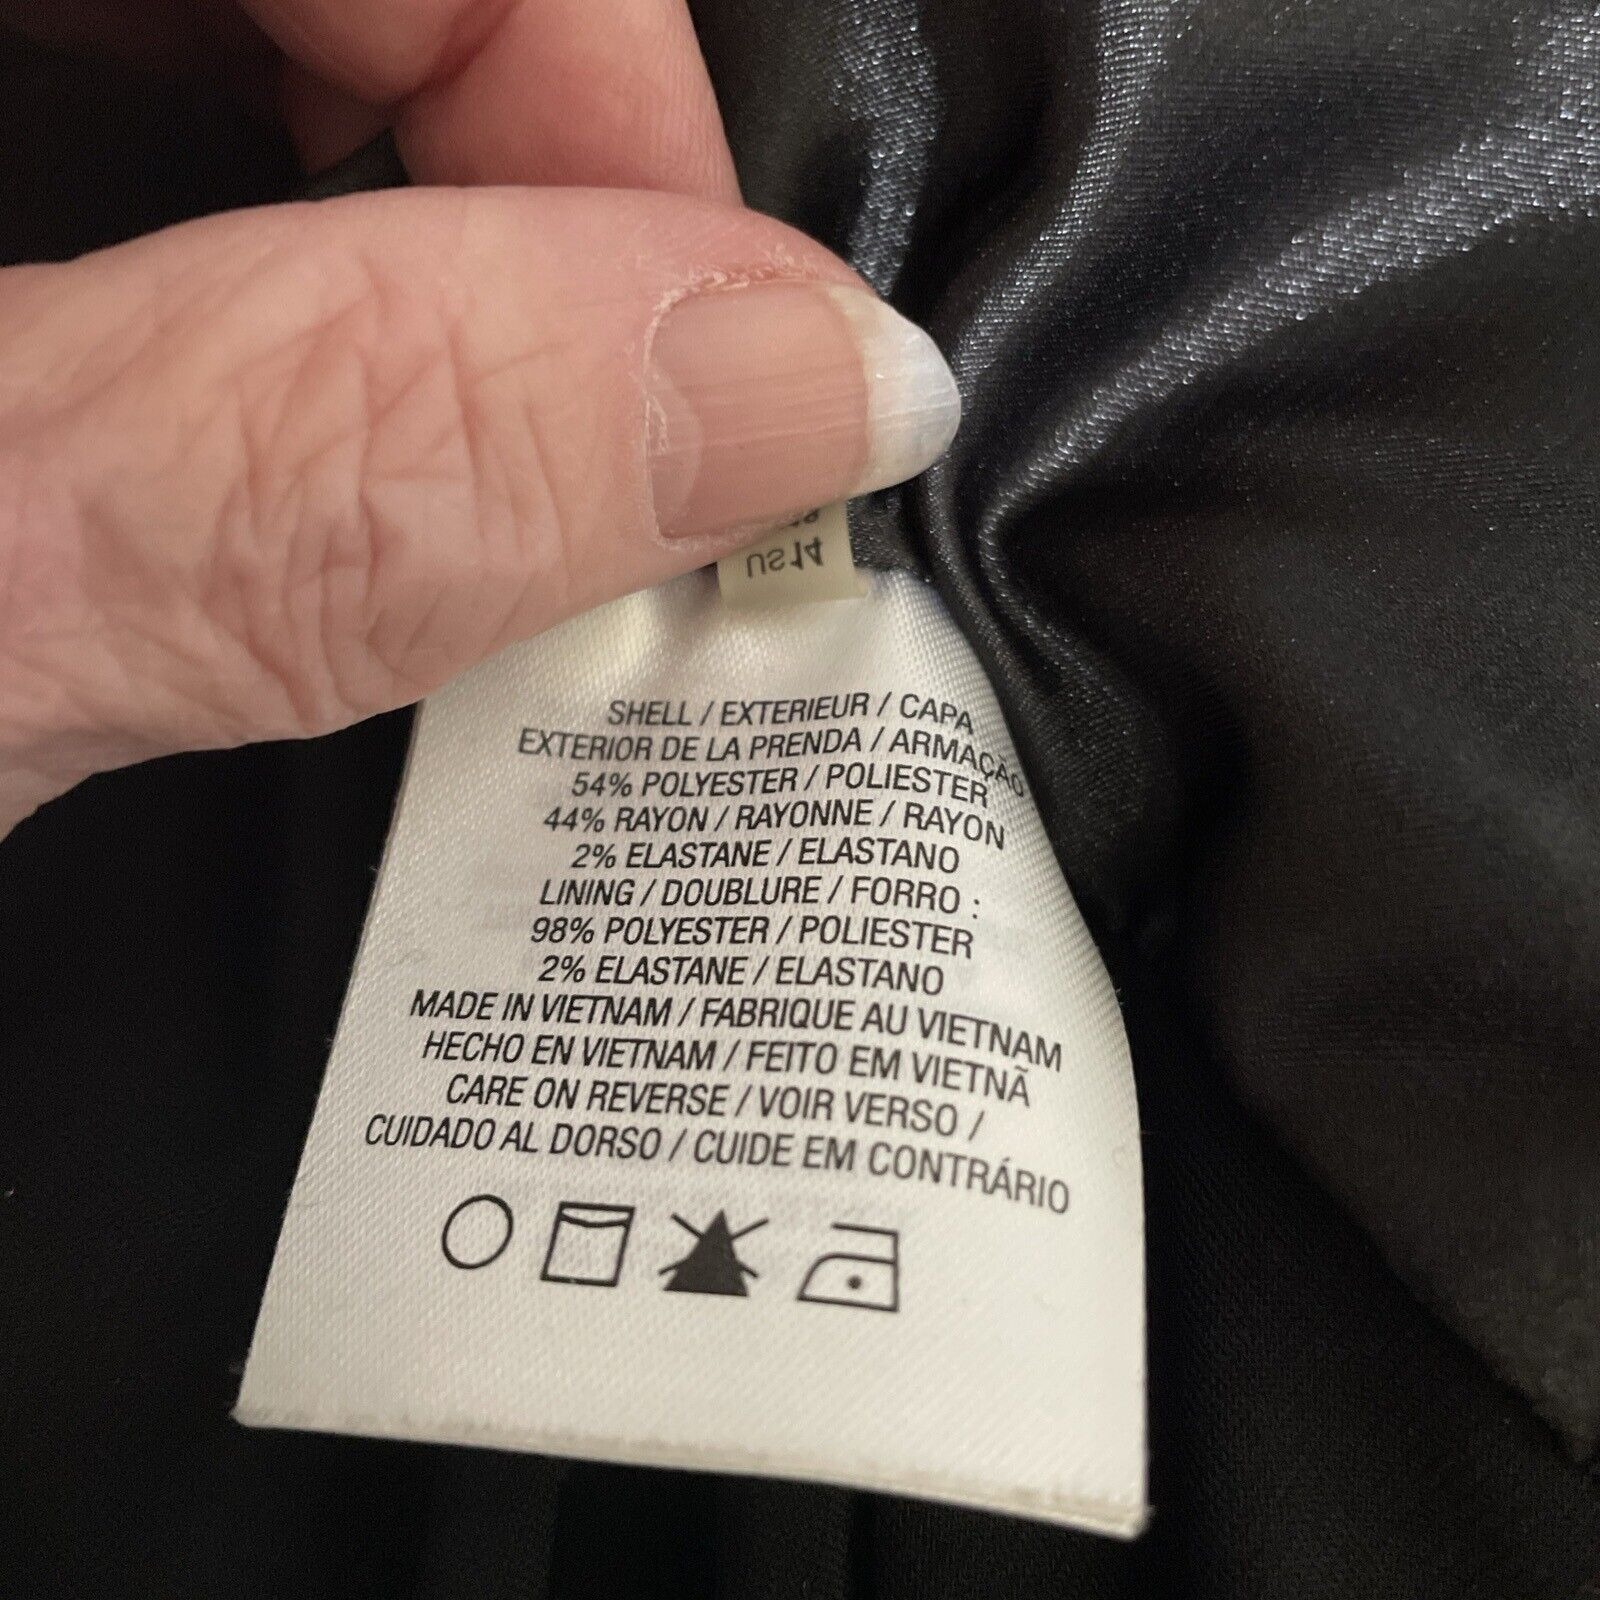 US 14
SHELL / EXTERIEUR / CAPA
EXTERIOR DE LA PRENDA / ARMAÇÃO
54% POLYESTER / POLIESTER
44% RAYON / RAYONNE / RAYON
2% ELASTANE / ELASTANO
LINING / DOUBLURE / FORRO :
98% POLYESTER / POLIESTER
2% ELASTANE / ELASTANO
MADE IN VIETNAM / FABRIQUE AU VIETNAM
HECHO EN VIETNAM / FEITO EM VIETNÃ
CARE ON REVERSE / VOIR VERSO /
CUIDADO AL DORSO / CUIDE EM CONTRÁRIO